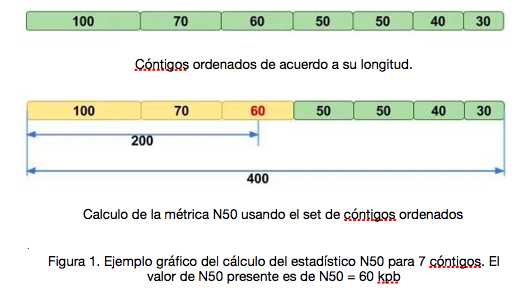 100 70 60 50 50 40 30
Cóntigos ordenados de acuerdo a su longitud.
100 70 60 50 50 40 30
200
400
Calculo de la métrica N50 usando el set de cóntigos ordenados
Figura 1. Ejemplo gráfico del cálculo del estadístico N50 para 7 cóntigos. El
valor de N50 presente es de N50 = 60 kpb